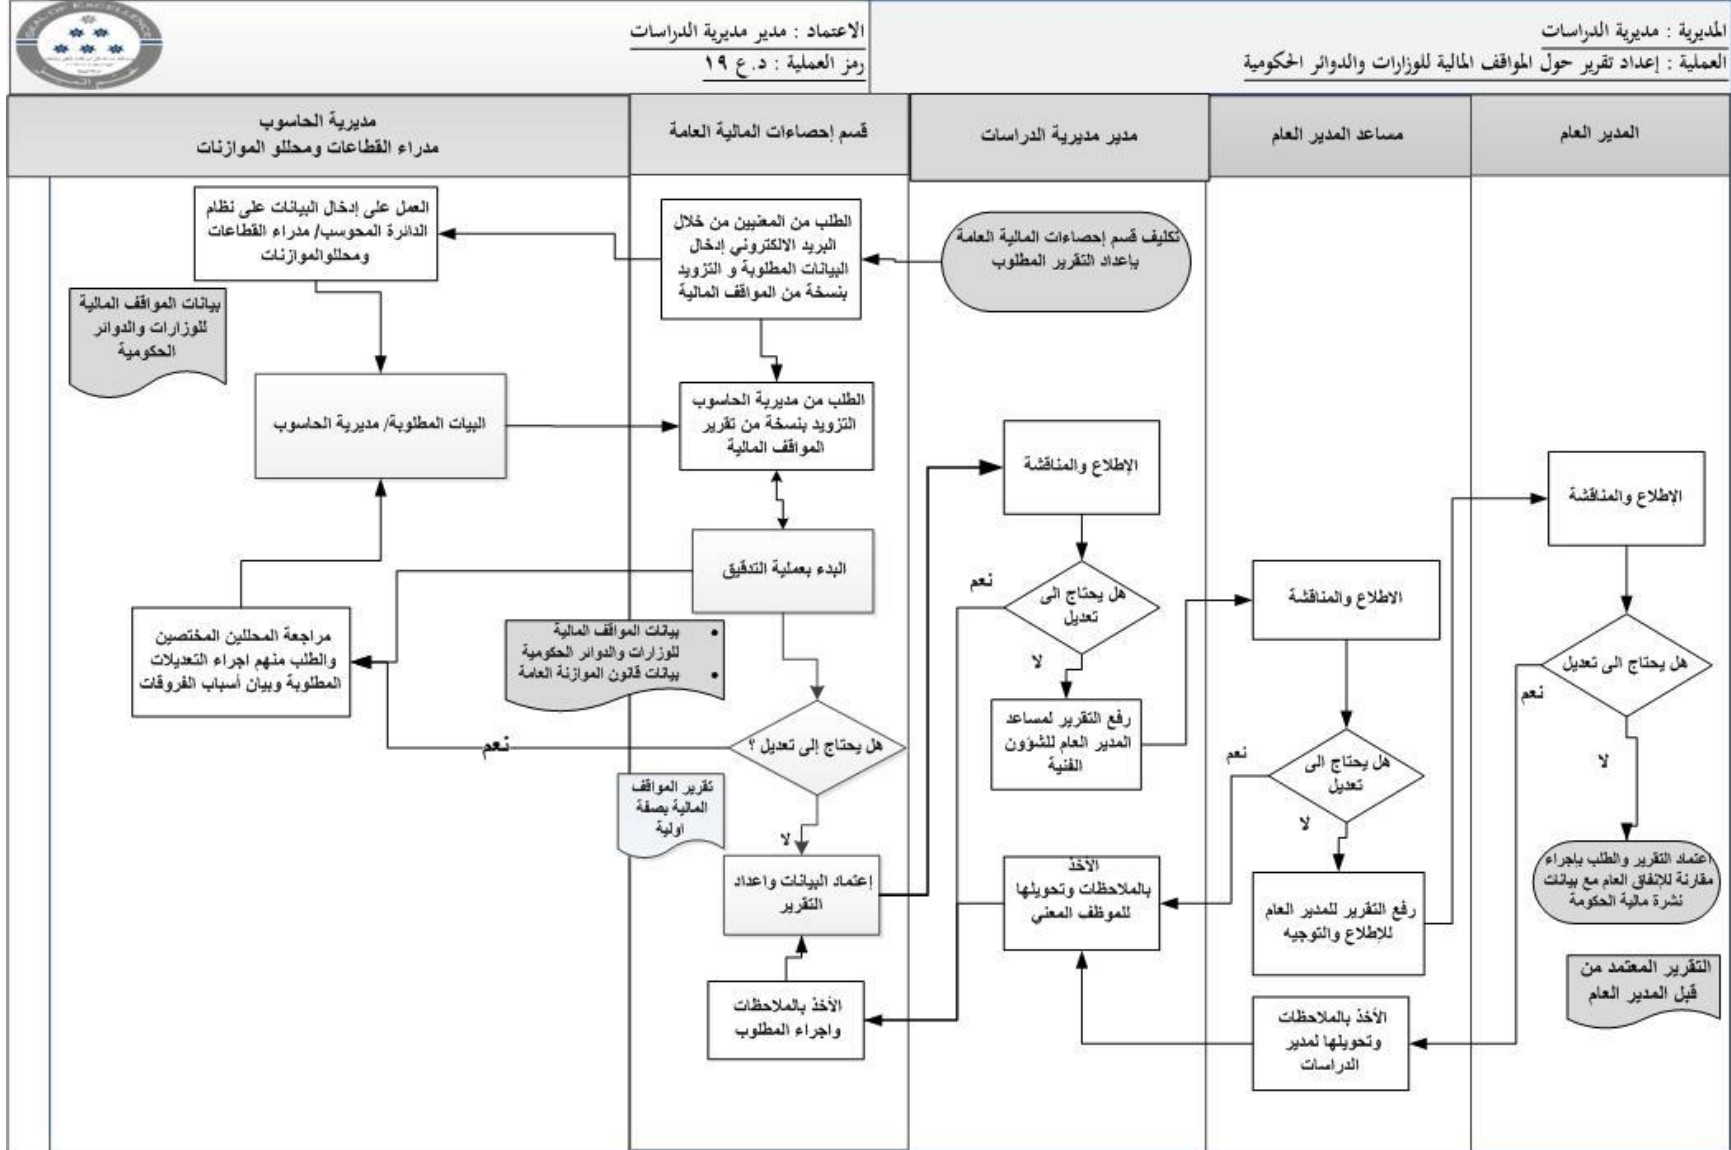 المديرية : مديرية الدراسات
العملية : إعداد تقرير حول المواقف المالية للوزارات والدوائر الحكومية
الاعتماد : مدير مديرية الدراسات
رمز العملية : د.ع ١٩
SEAL OF EXCELLENCE
المدير العام
مساعد المدير العام
مدير مديرية الدراسات
قسم إحصاءات المالية العامة
مديرية الحاسوب
مدراء القطاعات ومحللو الموازنات
تكليف قسم إحصاءات المالية العامة
بإعداد التقرير المطلوب
الطلب من المعنيين من خلال
البريد الالكتروني إدخال
البيانات المطلوبة و التزويد
بنسخة من المواقف المالية
العمل على إدخال البيانات على نظام
الدائرة المحوسب/ مدراء القطاعات
ومحللوالموازنات
بيانات المواقف المالية
للوزارات والدوائر
الحكومية
البيات المطلوبة/ مديرية الحاسوب
الطلب من مديرية الحاسوب
التزويد بنسخة من تقرير
المواقف المالية
البدء بعملية التدقيق
مراجعة المحللين المختصين
والطلب منهم اجراء التعديلات
المطلوبة وبيان أسباب الفروقات
• بيانات المواقف المالية
للوزارات والدوائر الحكومية
• بيانات قانون الموازنة العامة
هل يحتاج إلى تعديل ؟
نعم
لا
تقرير المواقف
المالية بصفة
اولية
إعتماد البيانات واعداد
التقرير
الأخذ بالملاحظات
واجراء المطلوب
الإطلاع والمناقشة
هل يحتاج الى
تعديل
نعم
لا
رفع التقرير لمساعد
المدير العام للشؤون
الفنية
الأخذ
بالملاحظات وتحويلها
للموظف المعني
الاطلاع والمناقشة
هل يحتاج الى
تعديل
نعم
لا
رفع التقرير للمدير العام
للإطلاع والتوجيه
الأخذ بالملاحظات
وتحويلها لمدير
الدراسات
الإطلاع والمناقشة
هل يحتاج الى تعديل
نعم
لا
اعتماد التقرير والطلب باجراء
مقارنة للإنفاق العام مع بيانات
نشرة مالية الحكومة
التقرير المعتمد من
قبل المدير العام